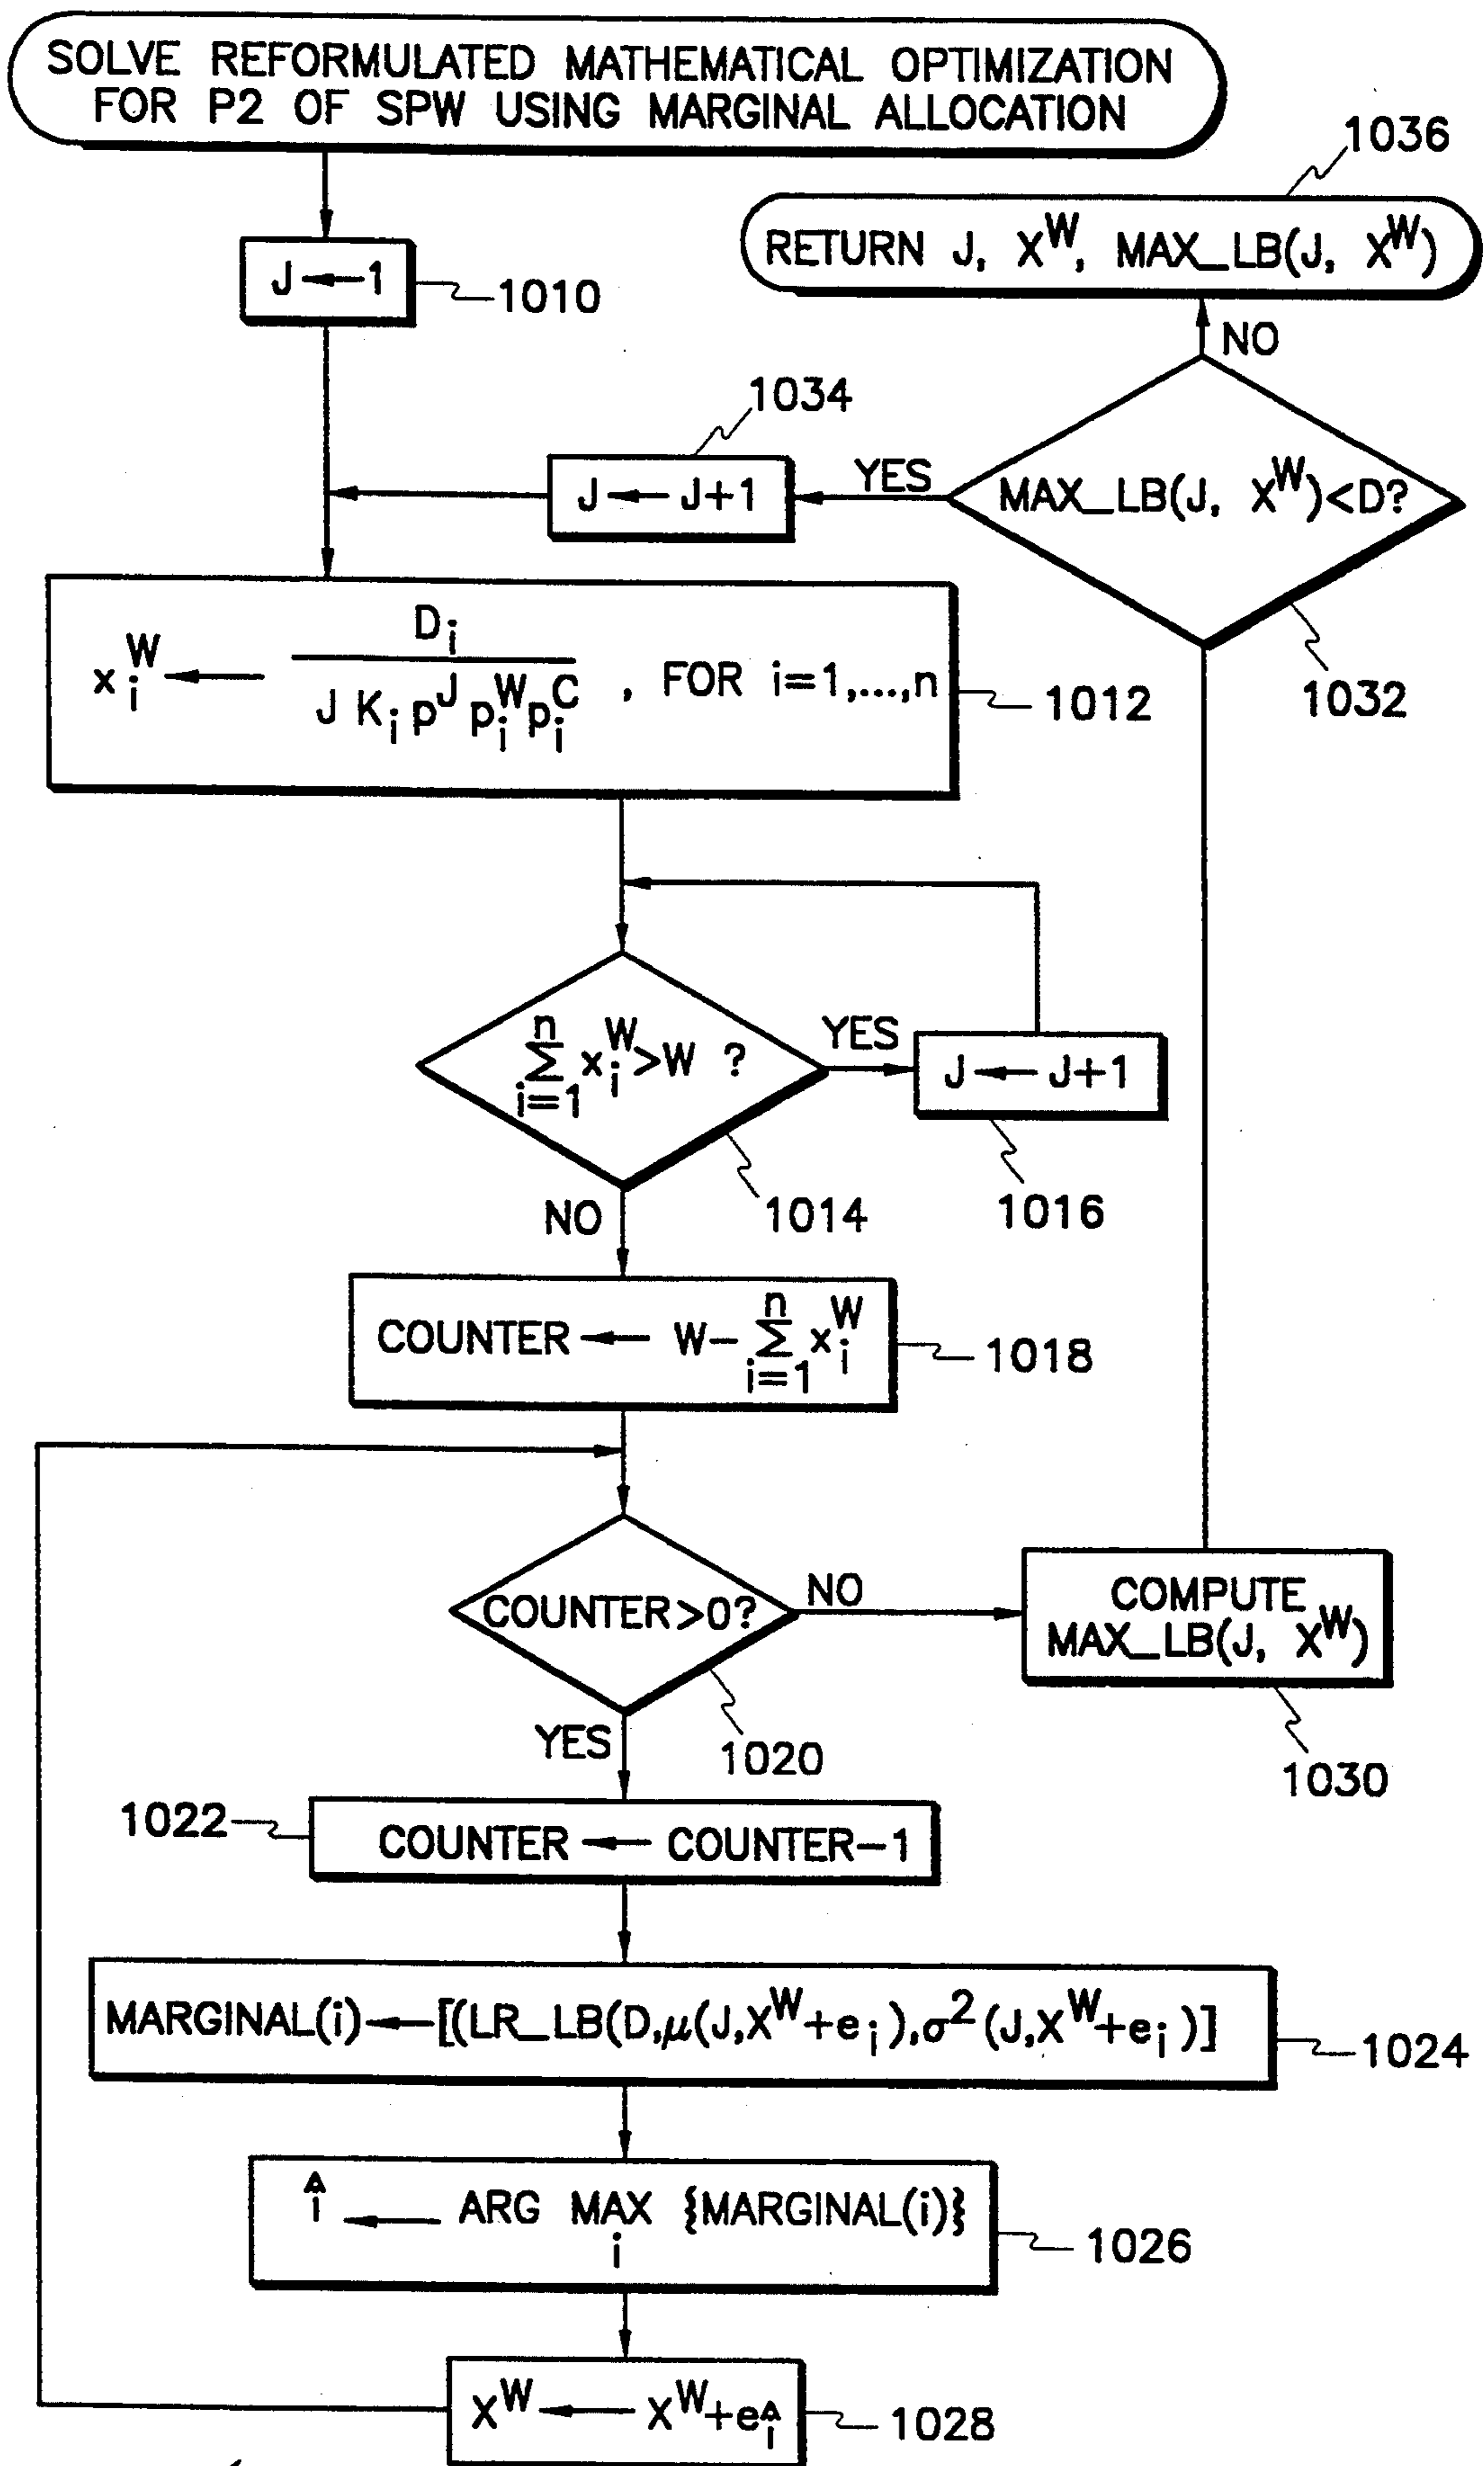 SOLVE REFORMULATED MATHEMATICAL OPTIMIZATION
FOR P2 OF SPW USING MARGINAL ALLOCATION
1036
RETURN J, X^W, MAX_LB(J, X^W)
J ← 1
1010
NO
1034
J ← J+1
YES
MAX_LB(J, X^W)<D?
1032
x_i^W ← D_i / (J K_i p^J p_i^W p_i^C) , FOR i=1,...,n
1012
∑_{i=1}^n x_i^W>W ?
YES
J ← J+1
1014
1016
NO
COUNTER ← W− ∑_{i=1}^n x_i^W
1018
COUNTER>0?
NO
COMPUTE
MAX_LB(J, X^W)
1020
1030
YES
1022
COUNTER ← COUNTER−1
MARGINAL(i) ← [(LR_LB(D,μ(J,X^W+e_i),σ^2(J,X^W+e_i)]
1024
î ← ARG MAX {MARGINAL(i)}
i
1026
X^W ← X^W+e_î
1028